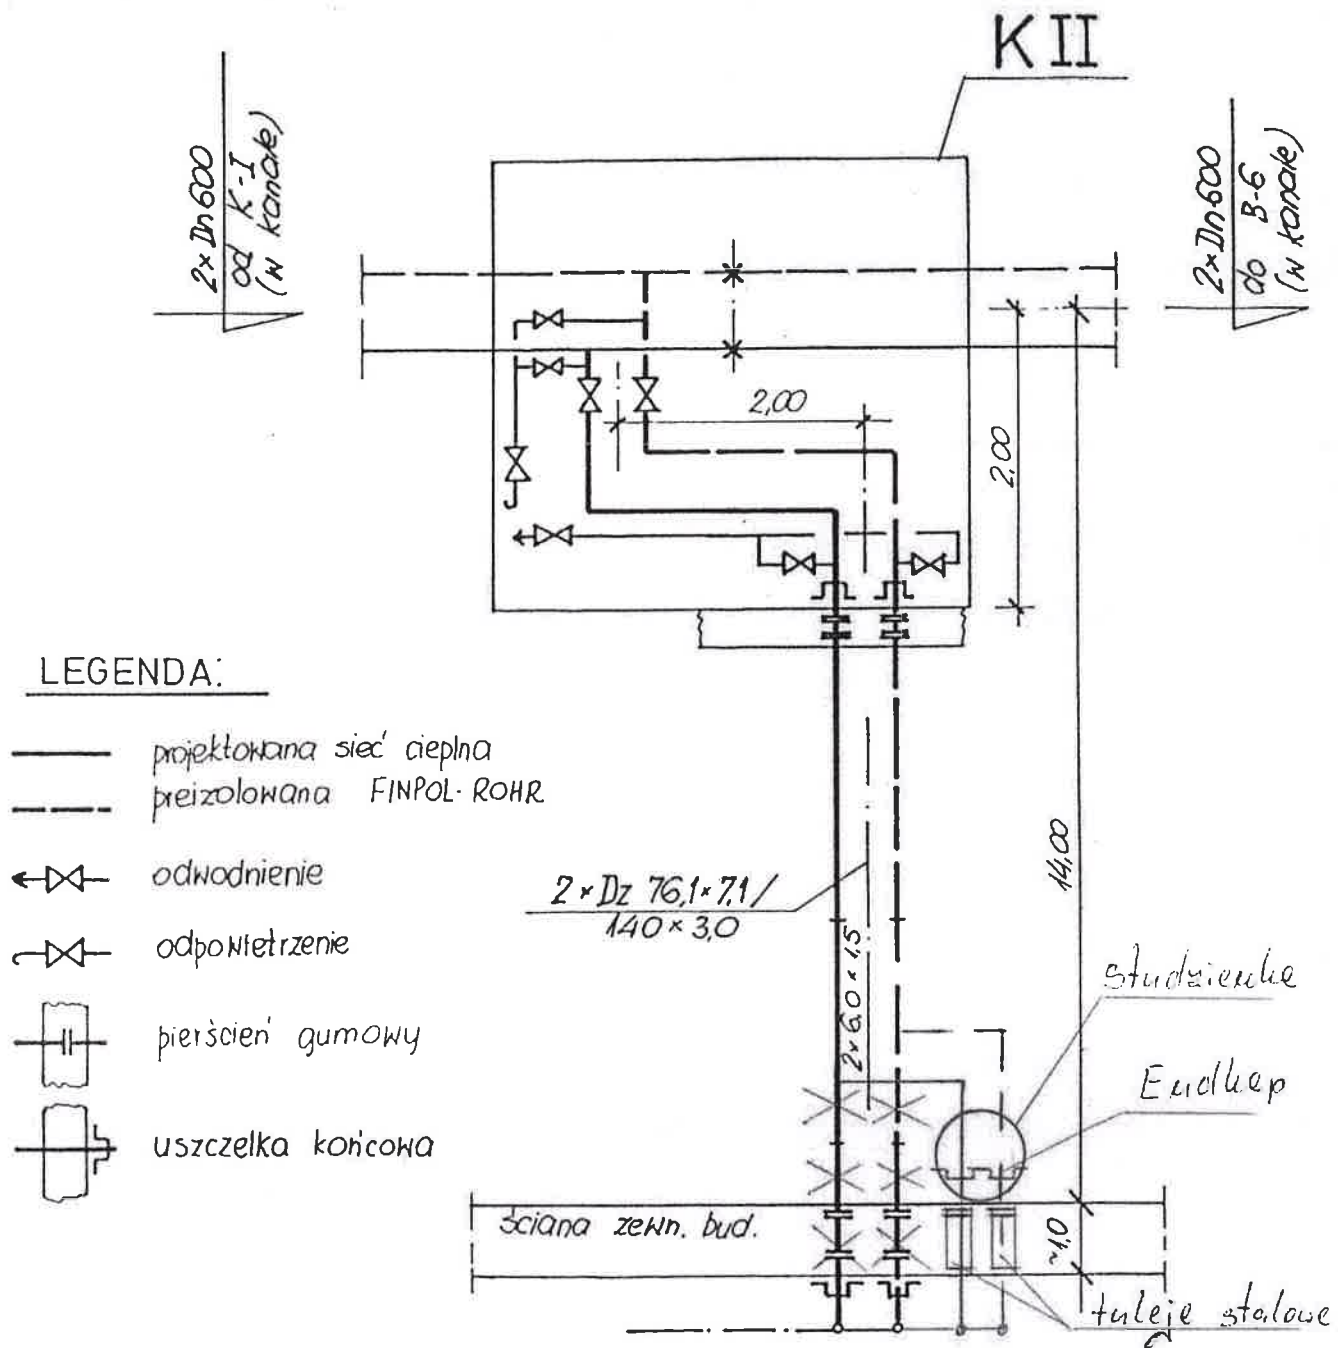 K II
2×Dn600
od K-I
(w kanale)
2×Dn600
do B-6
(w kanale)
2,00
2,00
14,00
LEGENDA:
projektowana sieć cieplna
preizolowana FINPOL-ROHR
odwodnienie
odpowietrzenie
pierścień gumowy
uszczelka końcowa
2×Dz 76,1×7,1/
140×3,0
2×6,0×1,5
studzienka
Endkap
ściana zewn. bud.
~1,0
tuleje stalowe